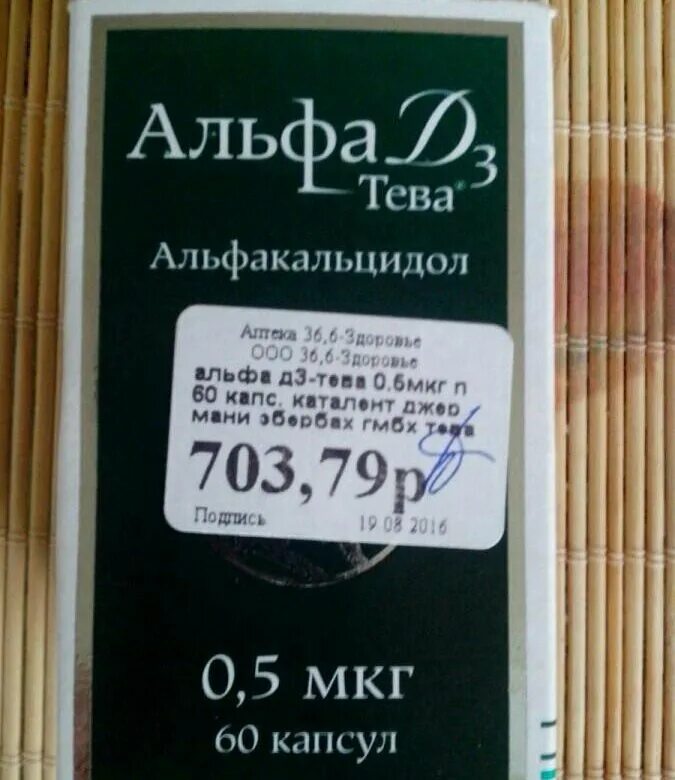 Альфа Д3
Тева®
Альфакальцидол
Аптека 36,6-Здоровье
ООО 36,6-Здоровье
альфа д3-тева 0.5мкг п
60 капс. каталент джер
мани эбербах гмбх тева
703,79р
Подпись 19 08 2016
0,5 мкг
60 капсул